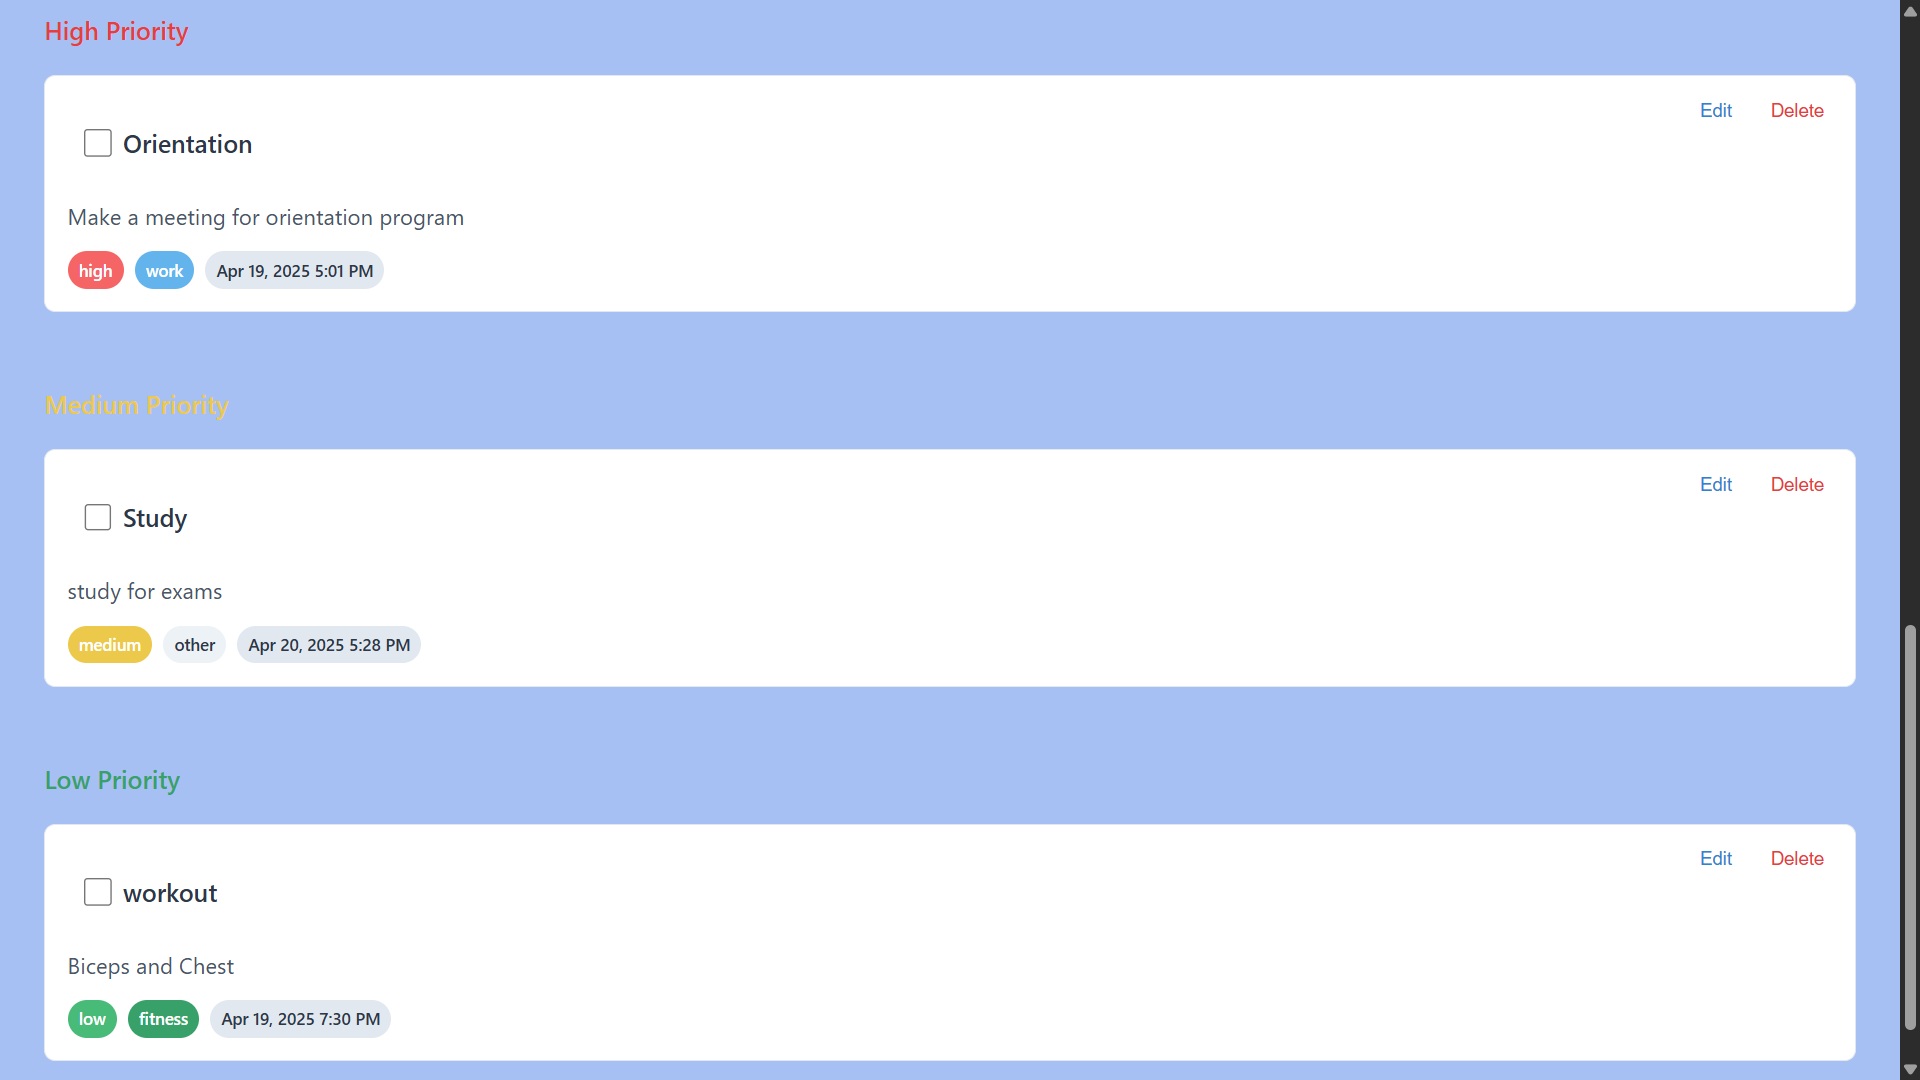 High Priority
Edit Delete
Orientation
Make a meeting for orientation program
high work Apr 19, 2025 5:01 PM
Medium Priority
Edit Delete
Study
study for exams
medium other Apr 20, 2025 5:28 PM
Low Priority
Edit Delete
workout
Biceps and Chest
low fitness Apr 19, 2025 7:30 PM